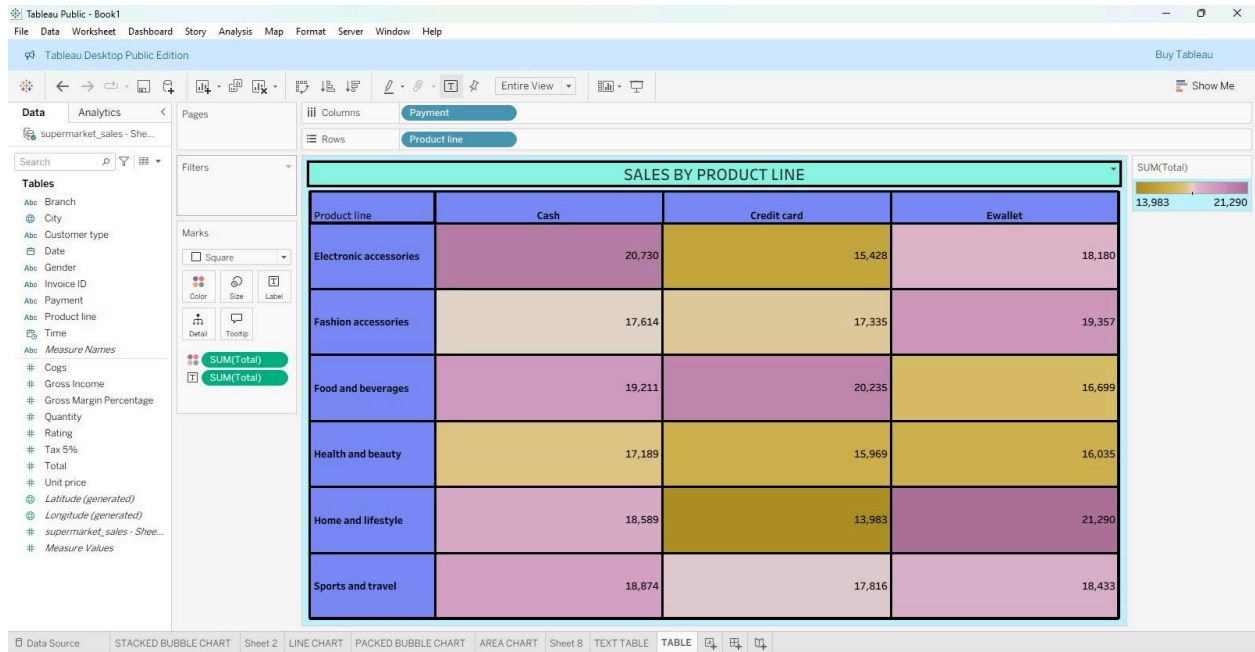 Tableau Public - Book1
File Data Worksheet Dashboard Story Analysis Map Format Server Window Help
Tableau Desktop Public Edition
Buy Tableau
Entire View
Show Me
Data Analytics
supermarket_sales - She...
Search
Tables
Abc Branch
City
Abc Customer type
Date
Abc Gender
Abc Invoice ID
Abc Payment
Abc Product line
Time
Abc Measure Names
# Cogs
# Gross Income
# Gross Margin Percentage
# Quantity
# Rating
# Tax 5%
# Total
# Unit price
Latitude (generated)
Longitude (generated)
# supermarket_sales - Shee...
# Measure Values
Pages
Filters
Marks
Square
Color Size Label
Detail Tooltip
SUM(Total)
T SUM(Total)
Columns Payment
Rows Product line
SALES BY PRODUCT LINE
Product line Cash Credit card Ewallet
Electronic accessories 20,730 15,428 18,180
Fashion accessories 17,614 17,335 19,357
Food and beverages 19,211 20,235 16,699
Health and beauty 17,189 15,969 16,035
Home and lifestyle 18,589 13,983 21,290
Sports and travel 18,874 17,816 18,433
SUM(Total)
13,983 21,290
Data Source STACKED BUBBLE CHART Sheet 2 LINE CHART PACKED BUBBLE CHART AREA CHART Sheet 8 TEXT TABLE TABLE